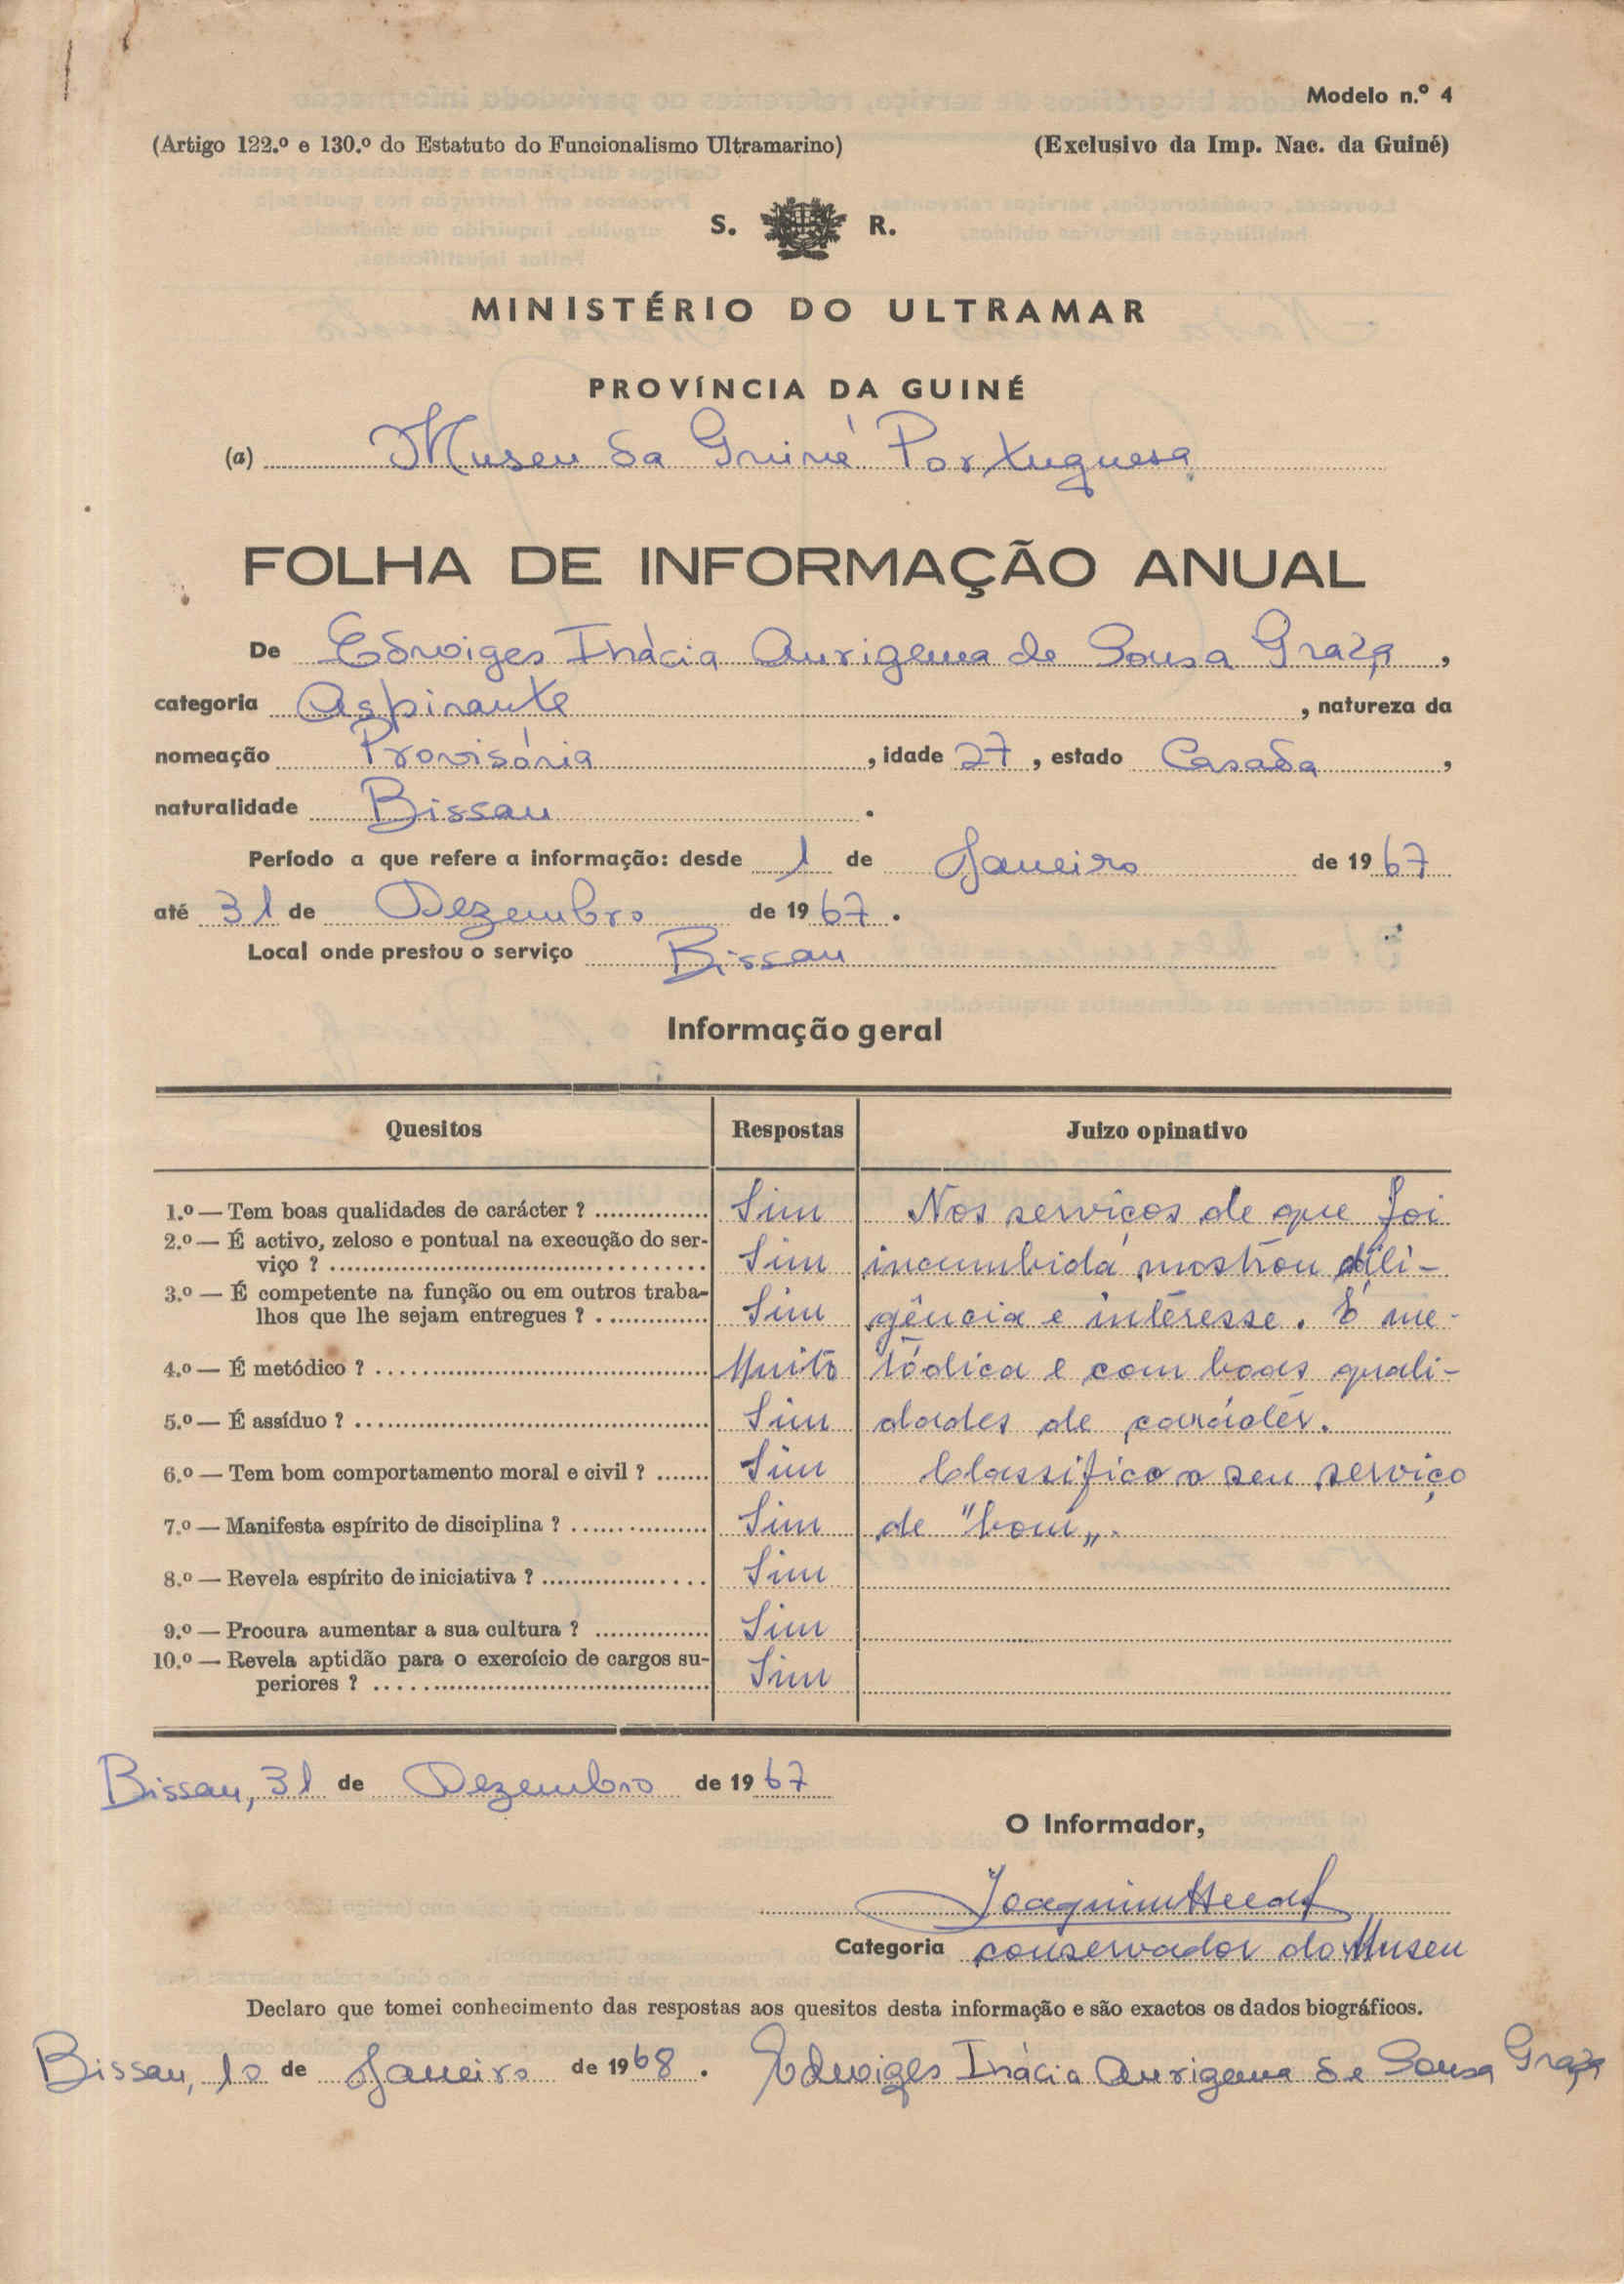 Modelo n.º 4
(Artigo 122.º e 130.º do Estatuto do Funcionalismo Ultramarino) (Exclusivo da Imp. Nac. da Guiné)
S. R.
MINISTÉRIO DO ULTRAMAR
PROVÍNCIA DA GUINÉ
(a) Museu da Guiné Portuguesa
FOLHA DE INFORMAÇÃO ANUAL
De Edwiges Inácia Aurigema de Sousa Graça,
categoria Aspirante, natureza da
nomeação Provisória, idade 27, estado Casada,
naturalidade Bissau.
Período a que refere a informação: desde 1 de Janeiro de 1967
até 31 de Dezembro de 1967.
Local onde prestou o serviço Bissau
Informação geral
Quesitos Respostas Juizo opinativo
1.º — Tem boas qualidades de carácter ? Sim Nos serviços de que foi
2.º — É activo, zeloso e pontual na execução do ser-
viço ? Sim incumbida mostrou dili-
3.º — É competente na função ou em outros traba-
lhos que lhe sejam entregues ? Sim gência e interesse. É me-
4.º — É metódico ? Muito tódica e com boas quali-
5.º — É assíduo ? Sim dades de carácter.
6.º — Tem bom comportamento moral e civil ? Sim Classifico o seu serviço
7.º — Manifesta espírito de disciplina ? Sim de "bom".
8.º — Revela espírito de iniciativa ? Sim
9.º — Procura aumentar a sua cultura ? Sim
10.º — Revela aptidão para o exercício de cargos su-
periores ? Sim
Bissau, 31 de Dezembro de 1967
O Informador,
Joaquim
Categoria conservador do Museu
Declaro que tomei conhecimento das respostas aos quesitos desta informação e são exactos os dados biográficos.
Bissau, 10 de Janeiro de 1968. Edwiges Inácia Aurigema de Sousa Graça